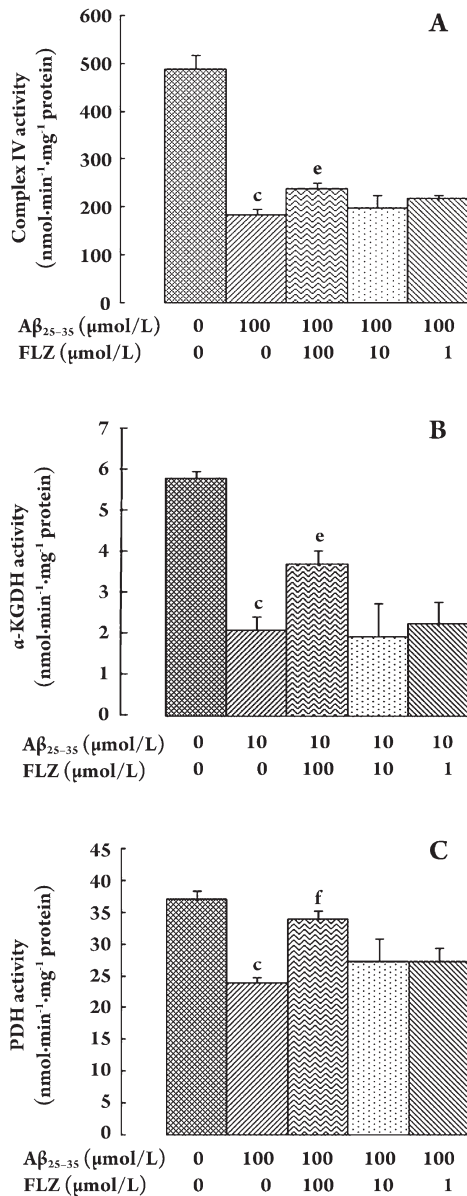 A
600
500
400
300
200
100
0
Complex IV activity
(nmol·min⁻¹·mg⁻¹ protein)
c
e
Aβ₂₅₋₃₅ (μmol/L) 0 100 100 100 100
FLZ (μmol/L) 0 0 100 10 1
B
7
6
5
4
3
2
1
0
α-KGDH activity
(nmol·min⁻¹·mg⁻¹ protein)
c
e
Aβ₂₅₋₃₅ (μmol/L) 0 10 10 10 10
FLZ (μmol/L) 0 0 100 10 1
C
45
40
35
30
25
20
15
10
5
0
PDH activity
(nmol·min⁻¹·mg⁻¹ protein)
c
f
Aβ₂₅₋₃₅ (μmol/L) 0 100 100 100 100
FLZ (μmol/L) 0 0 100 10 1